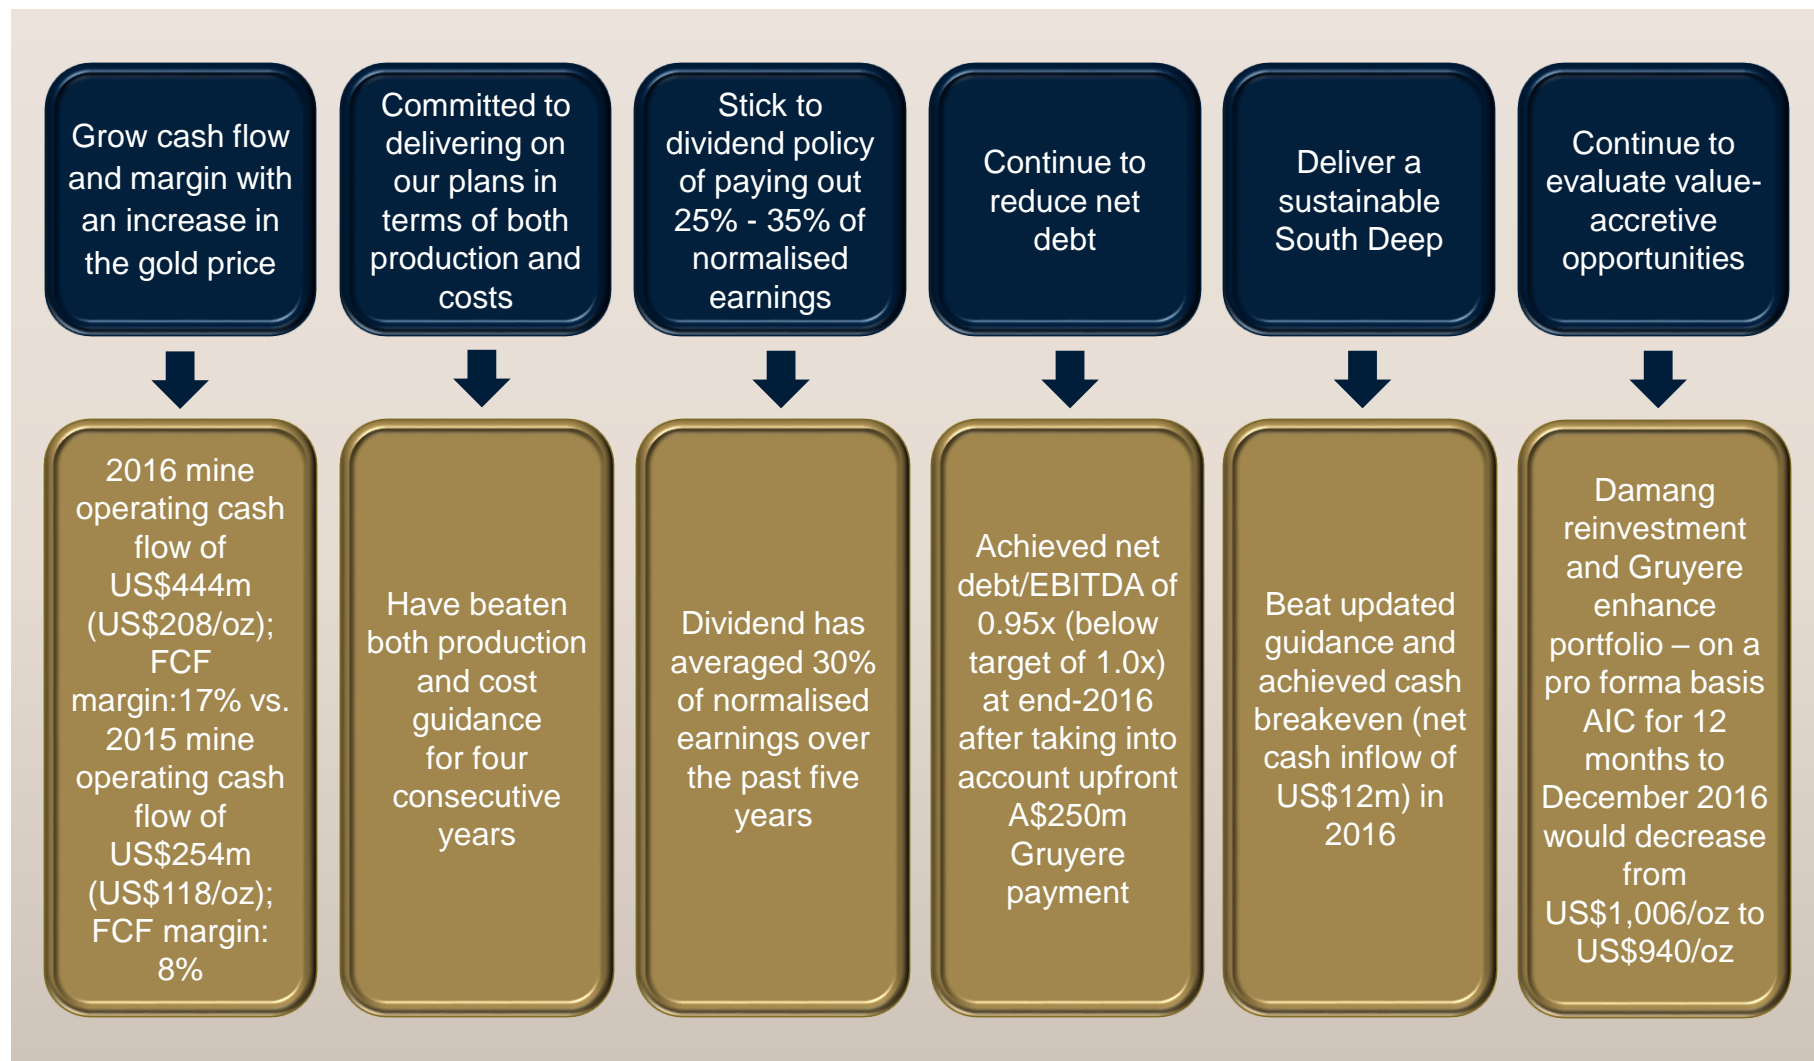 Grow cash flow
and margin with
an increase in
the gold price
Committed to
delivering on
our plans in
terms of both
production and
costs
Stick to
dividend policy
of paying out
25% - 35% of
normalised
earnings
Continue to
reduce net
debt
Deliver a
sustainable
South Deep
Continue to
evaluate value-
accretive
opportunities
2016 mine
operating cash
flow of
US$444m
(US$208/oz);
FCF
margin:17% vs.
2015 mine
operating cash
flow of
US$254m
(US$118/oz);
FCF margin:
8%
Have beaten
both production
and cost
guidance
for four
consecutive
years
Dividend has
averaged 30%
of normalised
earnings over
the past five
years
Achieved net
debt/EBITDA of
0.95x (below
target of 1.0x)
at end-2016
after taking into
account upfront
A$250m
Gruyere
payment
Beat updated
guidance and
achieved cash
breakeven (net
cash inflow of
US$12m) in
2016
Damang
reinvestment
and Gruyere
enhance
portfolio – on a
pro forma basis
AIC for 12
months to
December 2016
would decrease
from
US$1,006/oz to
US$940/oz